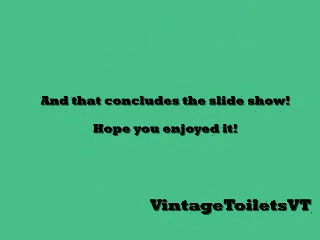 And that concludes the slide show!
Hope you enjoyed it!
VintageToiletsVT